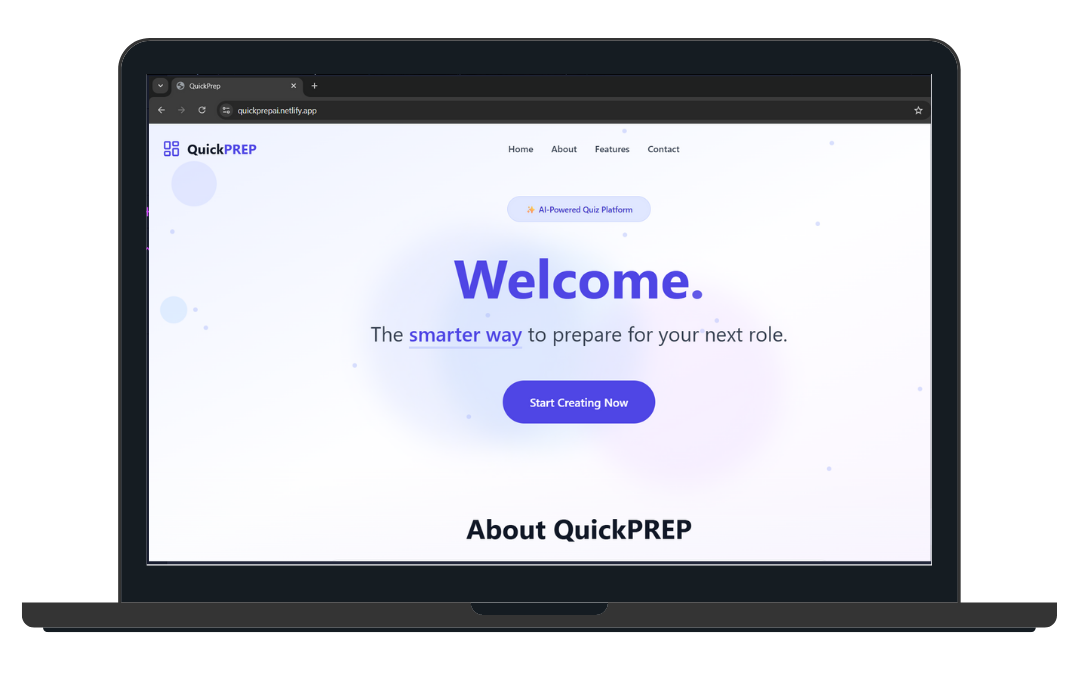 QuickPrep
quickprepai.netlify.app
QuickPREP
Home About Features Contact
✨ AI-Powered Quiz Platform
Welcome.
The smarter way to prepare for your next role.
Start Creating Now
About QuickPREP